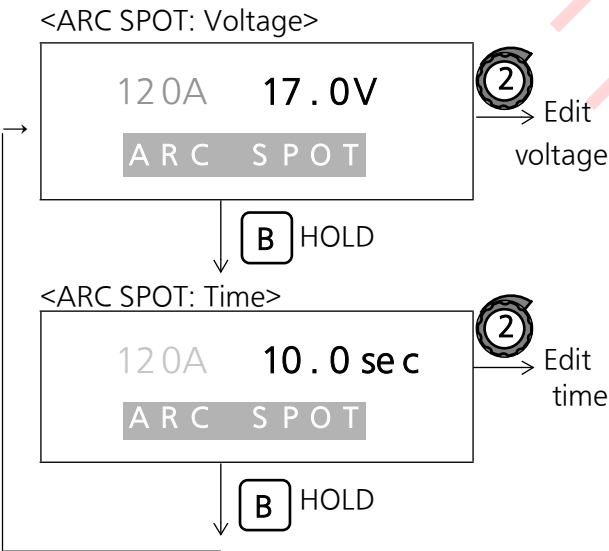 <ARC SPOT: Voltage>
120A 17.0V
ARC SPOT
2
Edit
voltage
B HOLD
<ARC SPOT: Time>
120A 10.0 sec
ARC SPOT
2
Edit
time
B HOLD